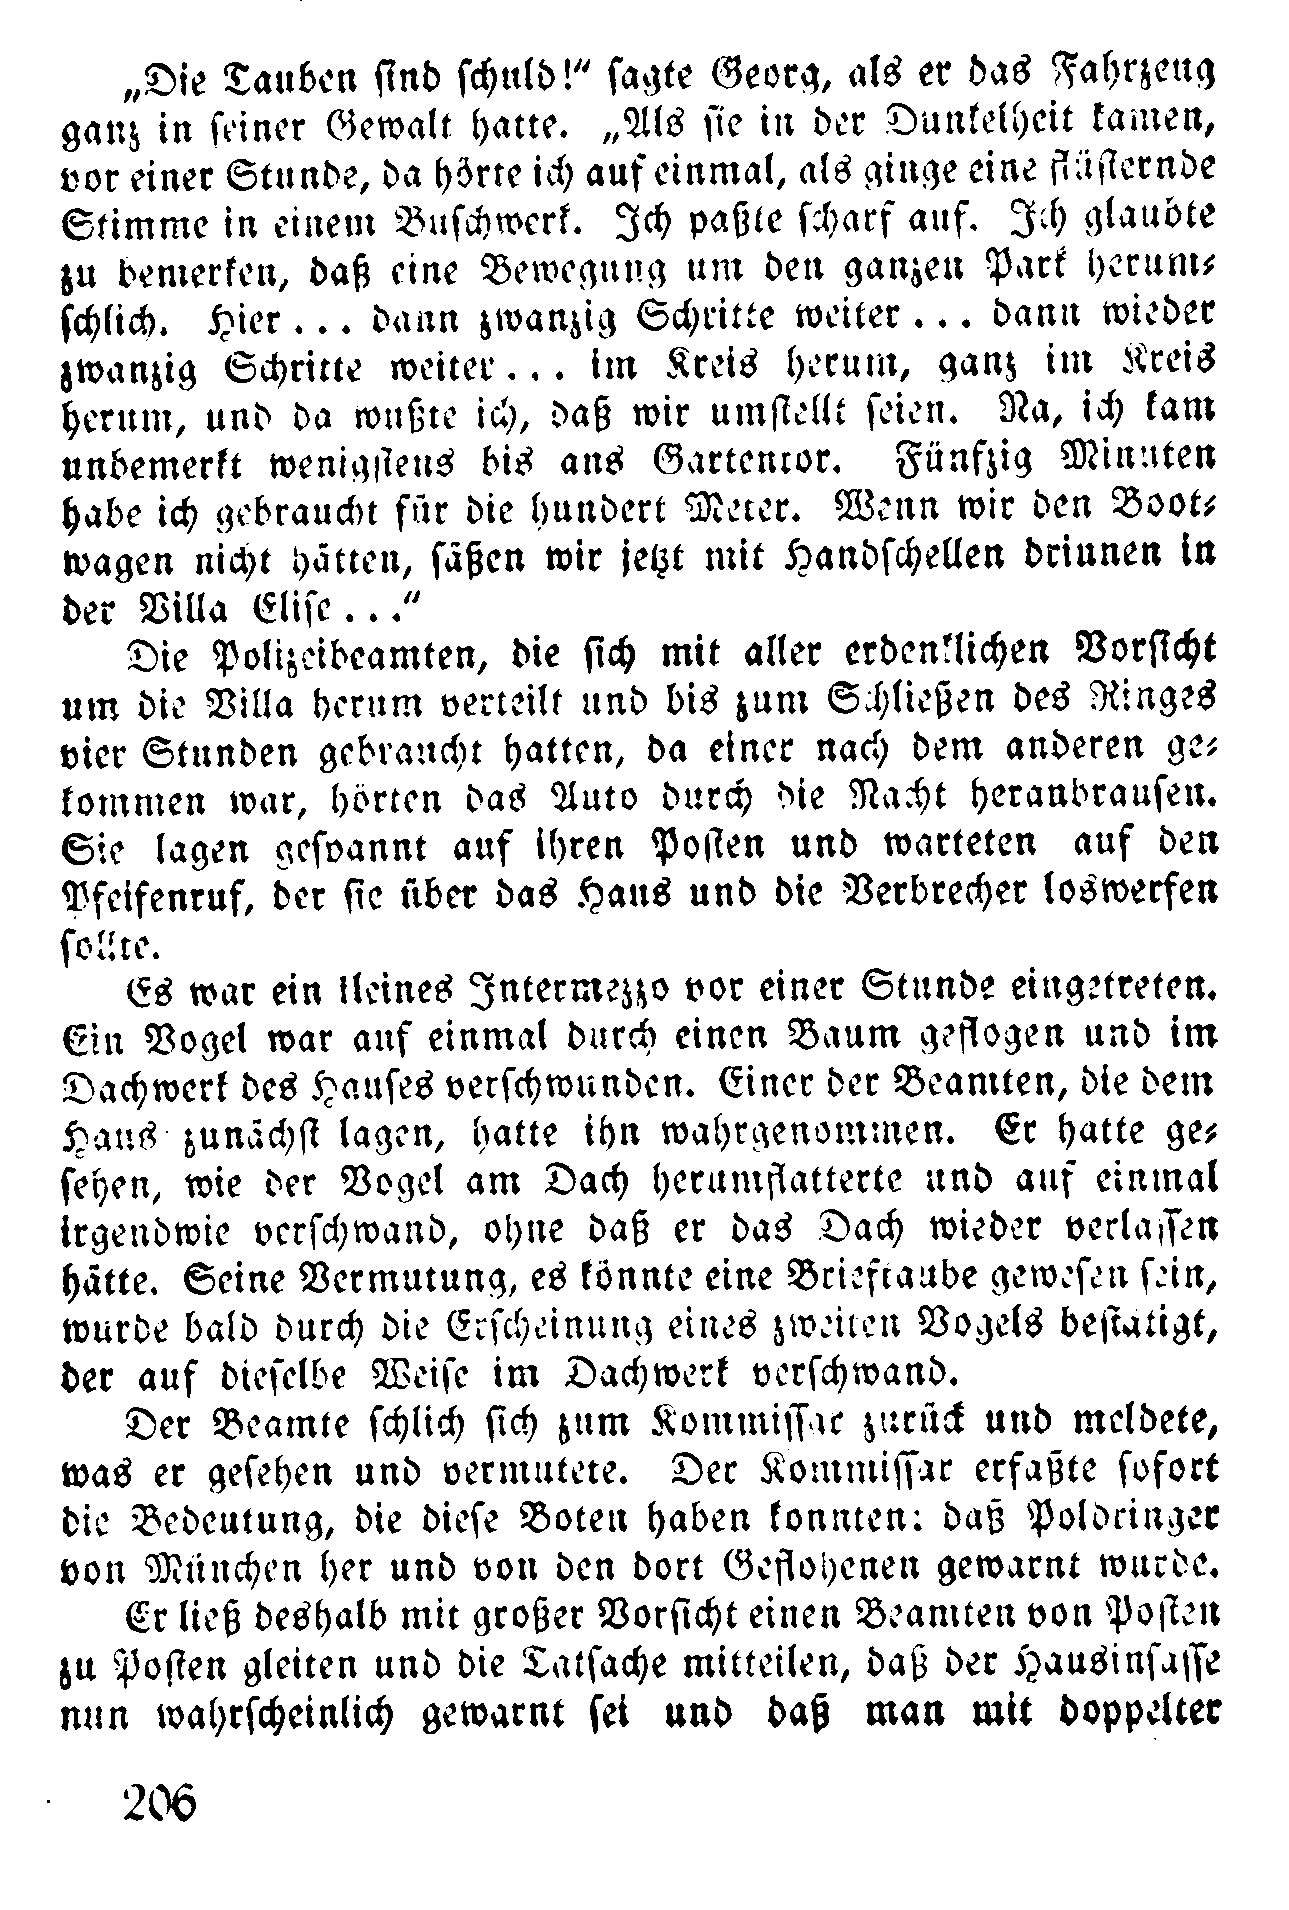 „Die Tauben sind schuld!“ sagte Georg, als er das Fahrzeug
ganz in seiner Gewalt hatte. „Als sie in der Dunkelheit kamen,
vor einer Stunde, da hörte ich auf einmal, als ginge eine flüsternde
Stimme in einem Buschwerk. Ich paßte scharf auf. Ich glaubte
zu bemerken, daß eine Bewegung um den ganzen Park herum-
schlich. Hier ... dann zwanzig Schritte weiter ... dann wieder
zwanzig Schritte weiter ... im Kreis herum, ganz im Kreis
herum, und da wußte ich, daß wir umstellt seien. Na, ich kam
unbemerkt wenigstens bis ans Gartentor. Fünfzig Minuten
habe ich gebraucht für die hundert Meter. Wenn wir den Boot-
wagen nicht hätten, säßen wir jetzt mit Handschellen drinnen in
der Villa Elise ...“
Die Polizeibeamten, die sich mit aller erdenklichen Vorsicht
um die Villa herum verteilt und bis zum Schließen des Ringes
vier Stunden gebraucht hatten, da einer nach dem anderen ge-
kommen war, hörten das Auto durch die Nacht heranbrausen.
Sie lagen gespannt auf ihren Posten und warteten auf den
Pfeifenruf, der sie über das Haus und die Verbrecher loswerfen
sollte.
Es war ein kleines Intermezzo vor einer Stunde eingetreten.
Ein Vogel war auf einmal durch einen Baum geflogen und im
Dachwerk des Hauses verschwunden. Einer der Beamten, die dem
Haus zunächst lagen, hatte ihn wahrgenommen. Er hatte ge-
sehen, wie der Vogel am Dach herumflatterte und auf einmal
irgendwie verschwand, ohne daß er das Dach wieder verlassen
hätte. Seine Vermutung, es könnte eine Brieftaube gewesen sein,
wurde bald durch die Erscheinung eines zweiten Vogels bestätigt,
der auf dieselbe Weise im Dachwerk verschwand.
Der Beamte schlich sich zum Kommissar zurück und meldete,
was er gesehen und vermutete. Der Kommissar erfaßte sofort
die Bedeutung, die diese Boten haben konnten: daß Poldringer
von München her und von den dort Geflohenen gewarnt wurde.
Er ließ deshalb mit großer Vorsicht einen Beamten von Posten
zu Posten gleiten und die Tatsache mitteilen, daß der Hausinsasse
nun wahrscheinlich gewarnt sei und daß man mit doppelter
206